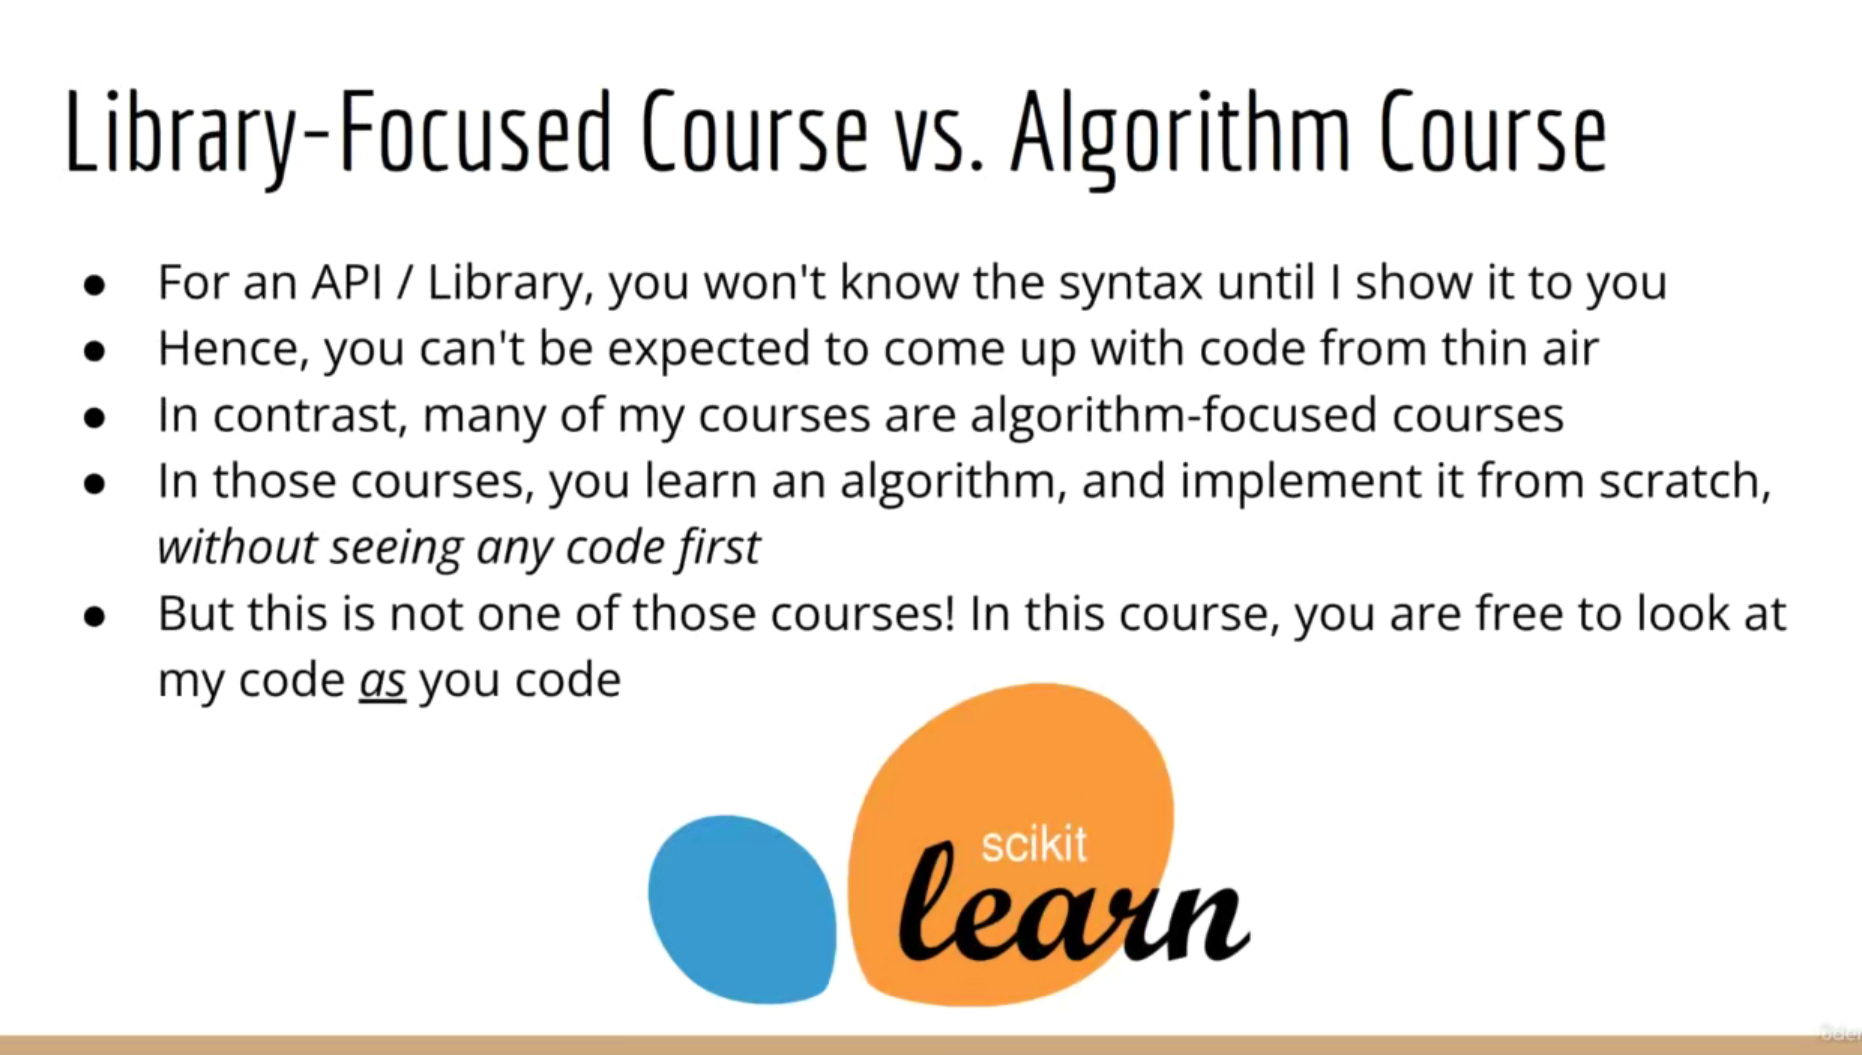 Library-Focused Course vs. Algorithm Course
● For an API / Library, you won't know the syntax until I show it to you
● Hence, you can't be expected to come up with code from thin air
● In contrast, many of my courses are algorithm-focused courses
● In those courses, you learn an algorithm, and implement it from scratch,
without seeing any code first
● But this is not one of those courses! In this course, you are free to look at
my code as you code
scikit
learn